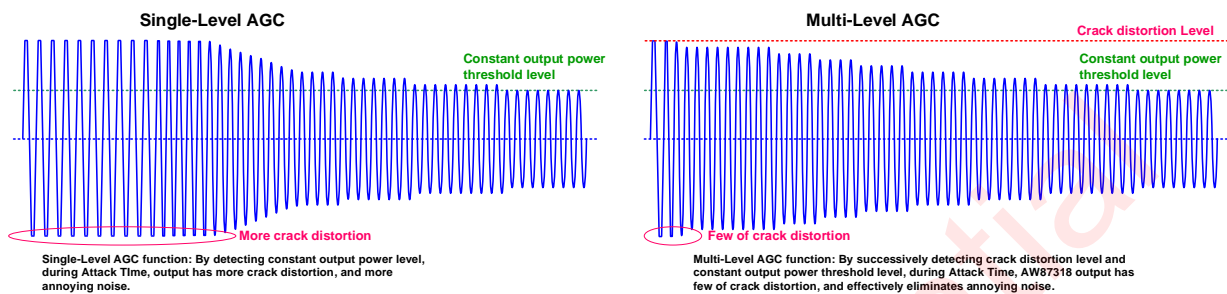 Single-Level AGC
Constant output power
threshold level
More crack distortion
Single-Level AGC function: By detecting constant output power level,
during Attack TIme, output has more crack distortion, and more
annoying noise.
Multi-Level AGC
Crack distortion Level
Constant output power
threshold level
Few of crack distortion
Multi-Level AGC function: By successively detecting crack distortion level and
constant output power threshold level, during Attack Time, AW87318 output has
few of crack distortion, and effectively eliminates annoying noise.